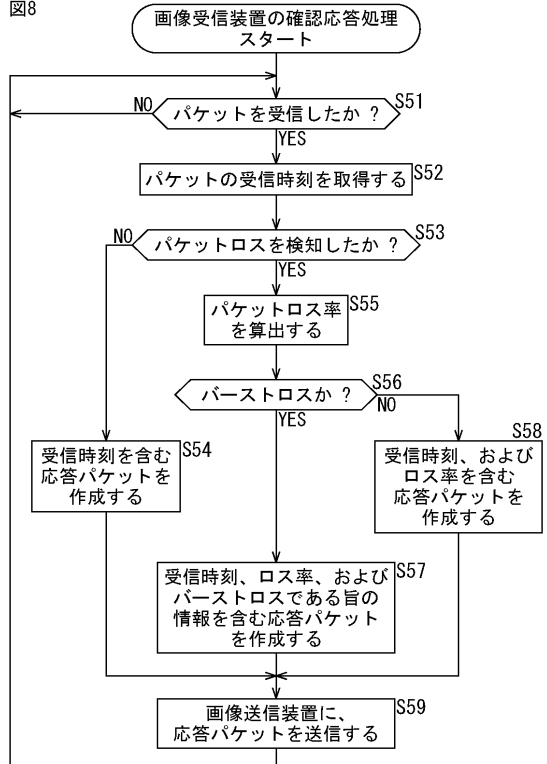 図8
画像受信装置の確認応答処理
スタート
NO
パケットを受信したか ?
S51
YES
パケットの受信時刻を取得する
S52
NO
パケットロスを検知したか ?
S53
YES
パケットロス率
を算出する
S55
バーストロスか ?
S56
NO
YES
受信時刻を含む
応答パケットを
作成する
S54
受信時刻、および
ロス率を含む
応答パケットを
作成する
S58
受信時刻、ロス率、および
バーストロスである旨の
情報を含む応答パケット
を作成する
S57
画像送信装置に、
応答パケットを送信する
S59